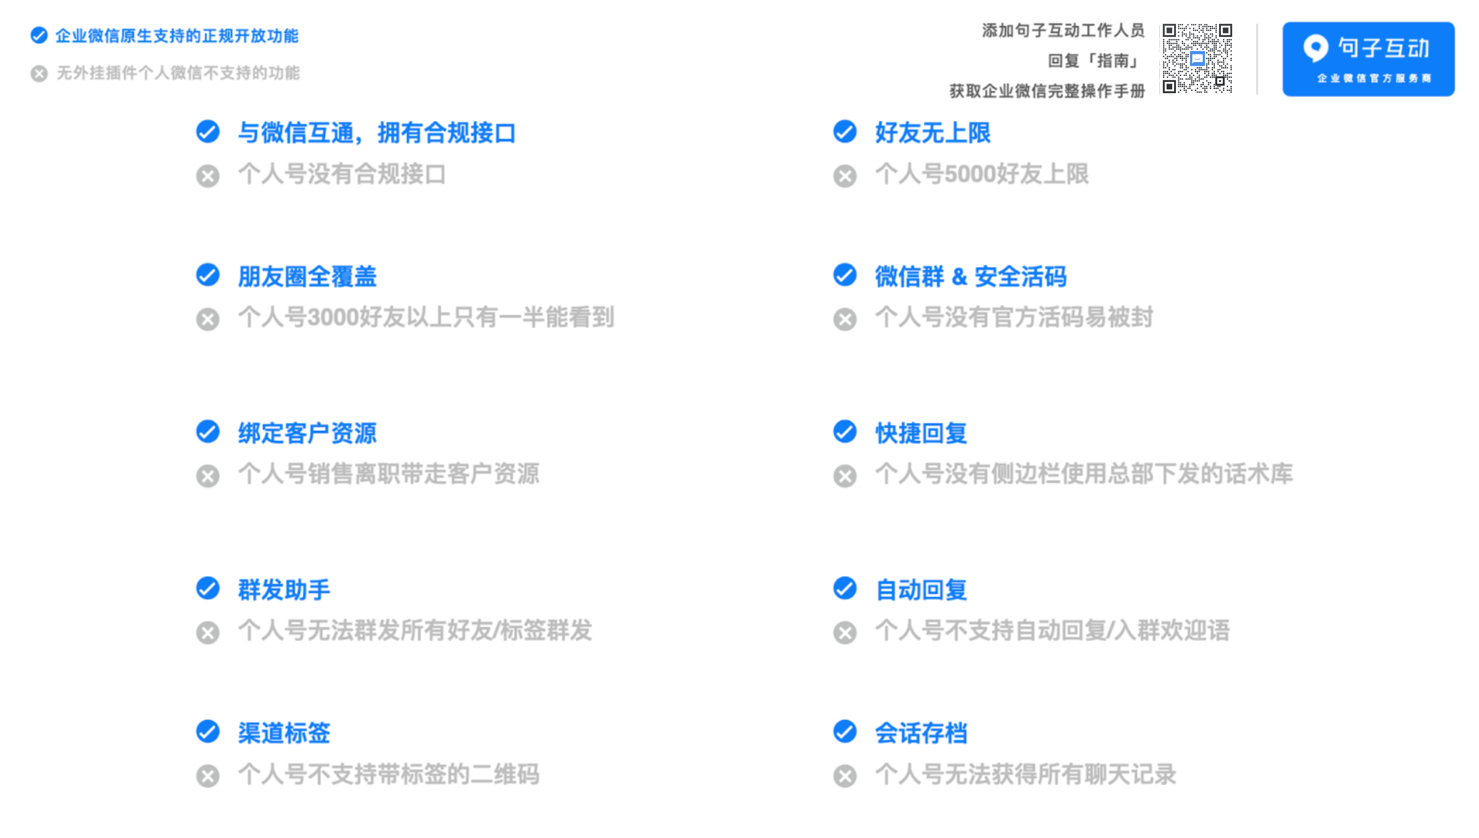 企业微信原生支持的正规开放功能
无外挂插件个人微信不支持的功能
添加句子互动工作人员
回复「指南」
获取企业微信完整操作手册
句子互动
企业微信官方服务商
与微信互通，拥有合规接口
个人号没有合规接口
好友无上限
个人号5000好友上限
朋友圈全覆盖
个人号3000好友以上只有一半能看到
微信群 & 安全活码
个人号没有官方活码易被封
绑定客户资源
个人号销售离职带走客户资源
快捷回复
个人号没有侧边栏使用总部下发的话术库
群发助手
个人号无法群发所有好友/标签群发
自动回复
个人号不支持自动回复/入群欢迎语
渠道标签
个人号不支持带标签的二维码
会话存档
个人号无法获得所有聊天记录